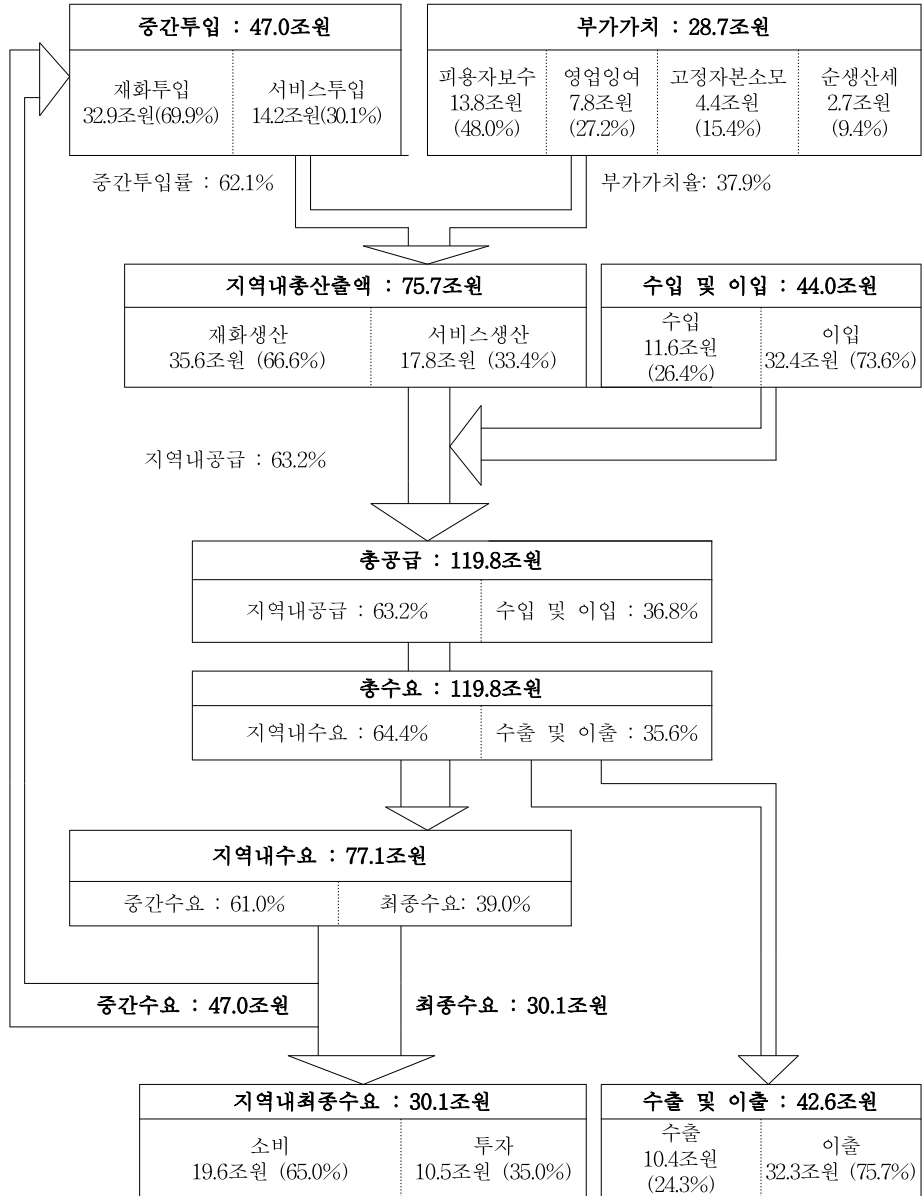 중간투입 : 47.0조원
재화투입
32.9조원(69.9%)
서비스투입
14.2조원(30.1%)
부가가치 : 28.7조원
피용자보수
13.8조원
(48.0%)
영업잉여
7.8조원
(27.2%)
고정자본소모
4.4조원
(15.4%)
순생산세
2.7조원
(9.4%)
중간투입률 : 62.1%
부가가치율: 37.9%
지역내총산출액 : 75.7조원
재화생산
35.6조원 (66.6%)
서비스생산
17.8조원 (33.4%)
수입 및 이입 : 44.0조원
수입
11.6조원
(26.4%)
이입
32.4조원 (73.6%)
지역내공급 : 63.2%
총공급 : 119.8조원
지역내공급 : 63.2%
수입 및 이입 : 36.8%
총수요 : 119.8조원
지역내수요 : 64.4%
수출 및 이출 : 35.6%
지역내수요 : 77.1조원
중간수요 : 61.0%
최종수요: 39.0%
중간수요 : 47.0조원
최종수요 : 30.1조원
지역내최종수요 : 30.1조원
소비
19.6조원 (65.0%)
투자
10.5조원 (35.0%)
수출 및 이출 : 42.6조원
수출
10.4조원
(24.3%)
이출
32.3조원 (75.7%)